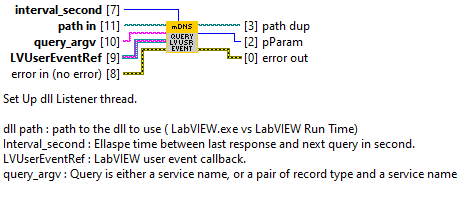 interval_second [7]
path in [11]
query_argv [10]
LVUserEventRef [9]
error in (no error) [8]
mDNS
QUERY
LV USR
EVENT
[3] path dup
[2] pParam
[0] error out
Set Up dll Listener thread.
dll path : path to the dll to use ( LabVIEW.exe vs LabVIEW Run Time)
Interval_second : Ellaspe time between last response and next query in second.
LVUserEventRef : LabVIEW user event callback.
query_argv : Query is either a service name, or a pair of record type and a service name